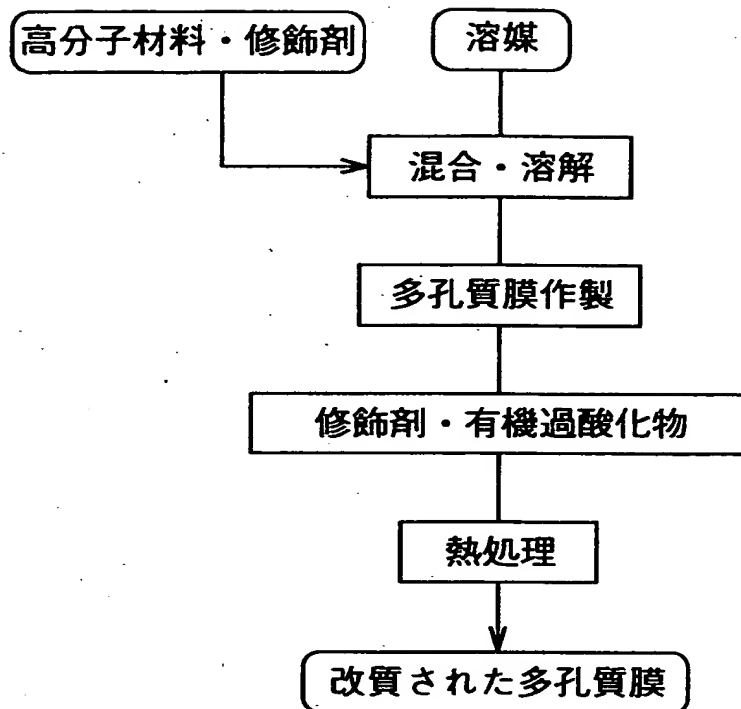 高分子材料・修飾剤
溶媒
混合・溶解
多孔質膜作製
修飾剤・有機過酸化物
熱処理
改質された多孔質膜